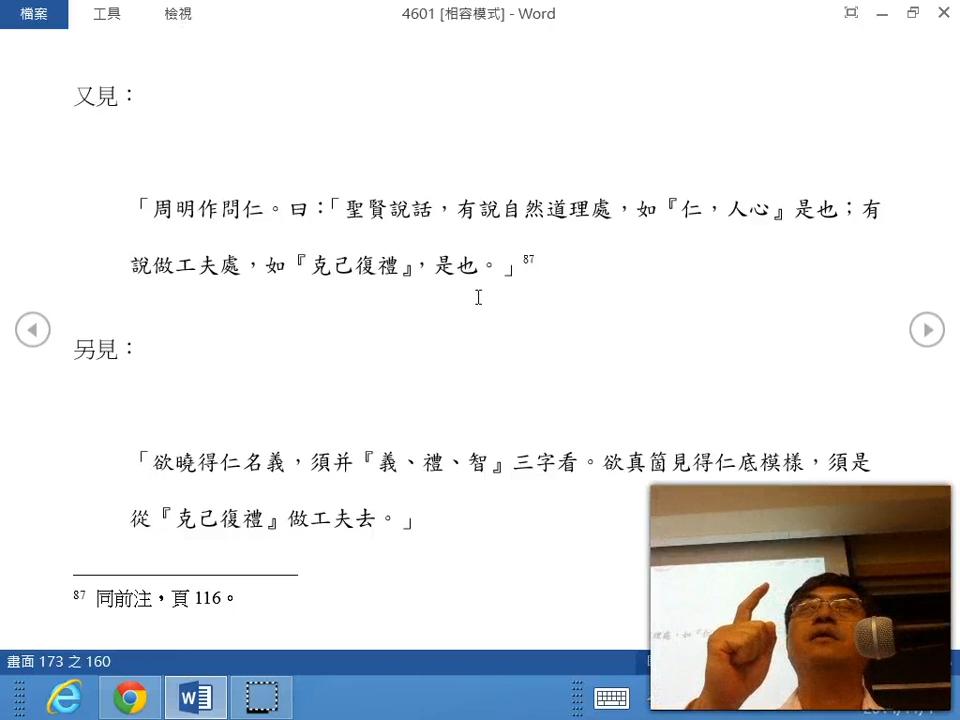 檔案 工具 檢視 4601 [相容模式] - Word
又見：
「周明作問仁。曰：「聖賢說話，有說自然道理處，如『仁，人心』是也；有
說做工夫處，如『克己復禮』，是也。」87
另見：
「欲曉得仁名義，須并『義、禮、智』三字看。欲真箇見得仁底模樣，須是
從『克己復禮』做工夫去。」
87 同前注，頁 116。
畫面 173 之 160